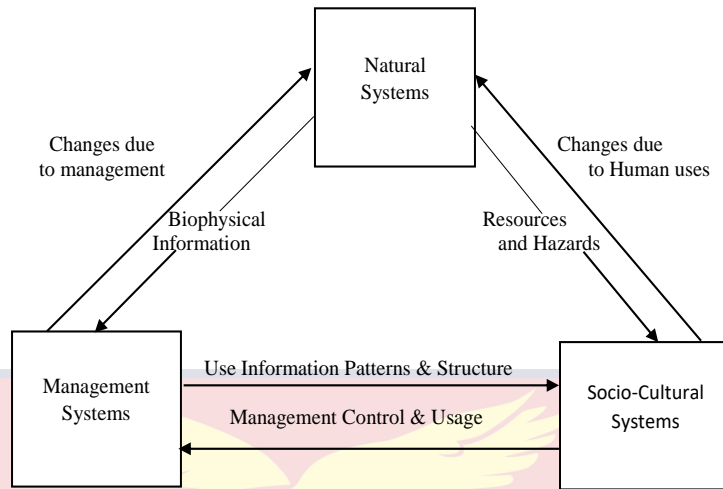 Natural
Systems
Changes due
to management
Changes due
to Human uses
Biophysical
Information
Resources
and Hazards
Use Information Patterns & Structure
Management
Systems
Socio-Cultural
Systems
Management Control & Usage